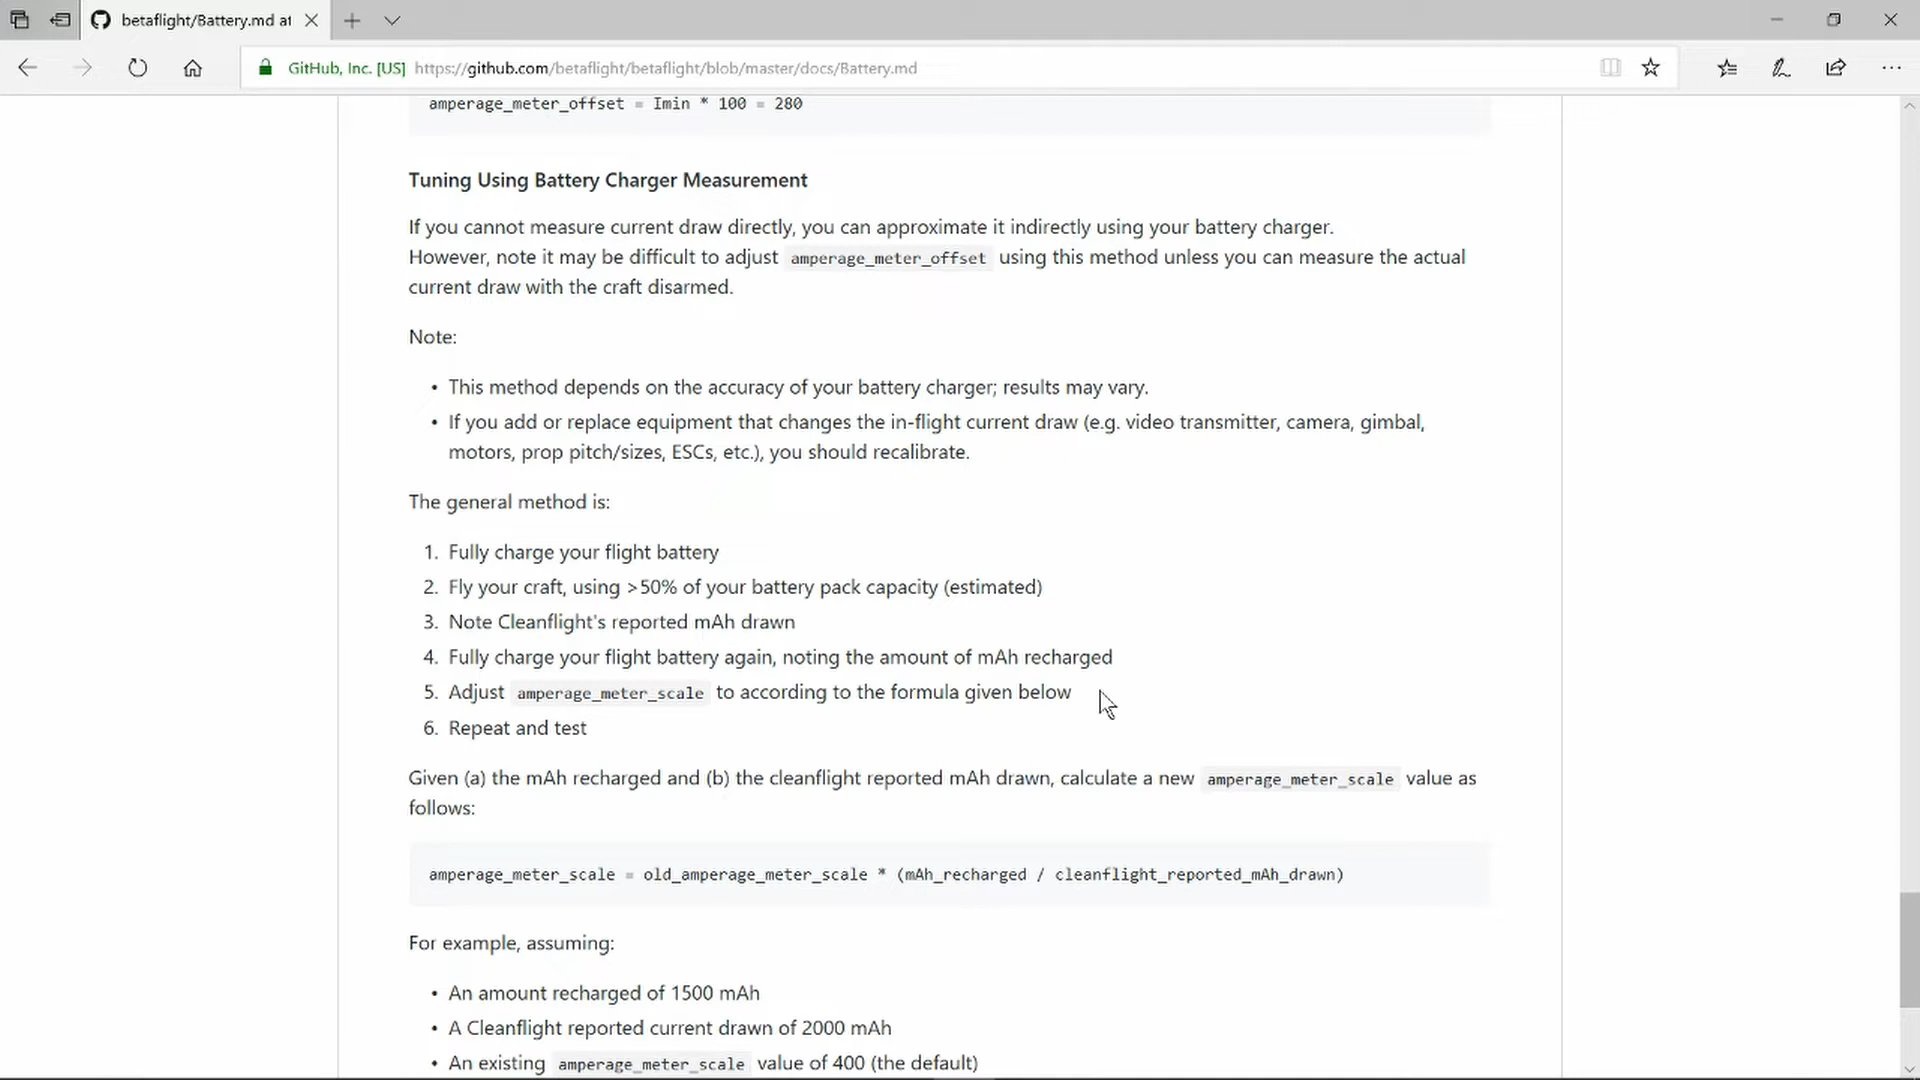 betaflight/Battery.md at
GitHub, Inc. [US] https://github.com/betaflight/betaflight/blob/master/docs/Battery.md
amperage_meter_offset = Imin * 100 = 280
Tuning Using Battery Charger Measurement
If you cannot measure current draw directly, you can approximate it indirectly using your battery charger.
However, note it may be difficult to adjust amperage_meter_offset using this method unless you can measure the actual
current draw with the craft disarmed.
Note:
• This method depends on the accuracy of your battery charger; results may vary.
• If you add or replace equipment that changes the in-flight current draw (e.g. video transmitter, camera, gimbal,
motors, prop pitch/sizes, ESCs, etc.), you should recalibrate.
The general method is:
1. Fully charge your flight battery
2. Fly your craft, using >50% of your battery pack capacity (estimated)
3. Note Cleanflight's reported mAh drawn
4. Fully charge your flight battery again, noting the amount of mAh recharged
5. Adjust amperage_meter_scale to according to the formula given below
6. Repeat and test
Given (a) the mAh recharged and (b) the cleanflight reported mAh drawn, calculate a new amperage_meter_scale value as
follows:
amperage_meter_scale = old_amperage_meter_scale * (mAh_recharged / cleanflight_reported_mAh_drawn)
For example, assuming:
• An amount recharged of 1500 mAh
• A Cleanflight reported current drawn of 2000 mAh
• An existing amperage_meter_scale value of 400 (the default)